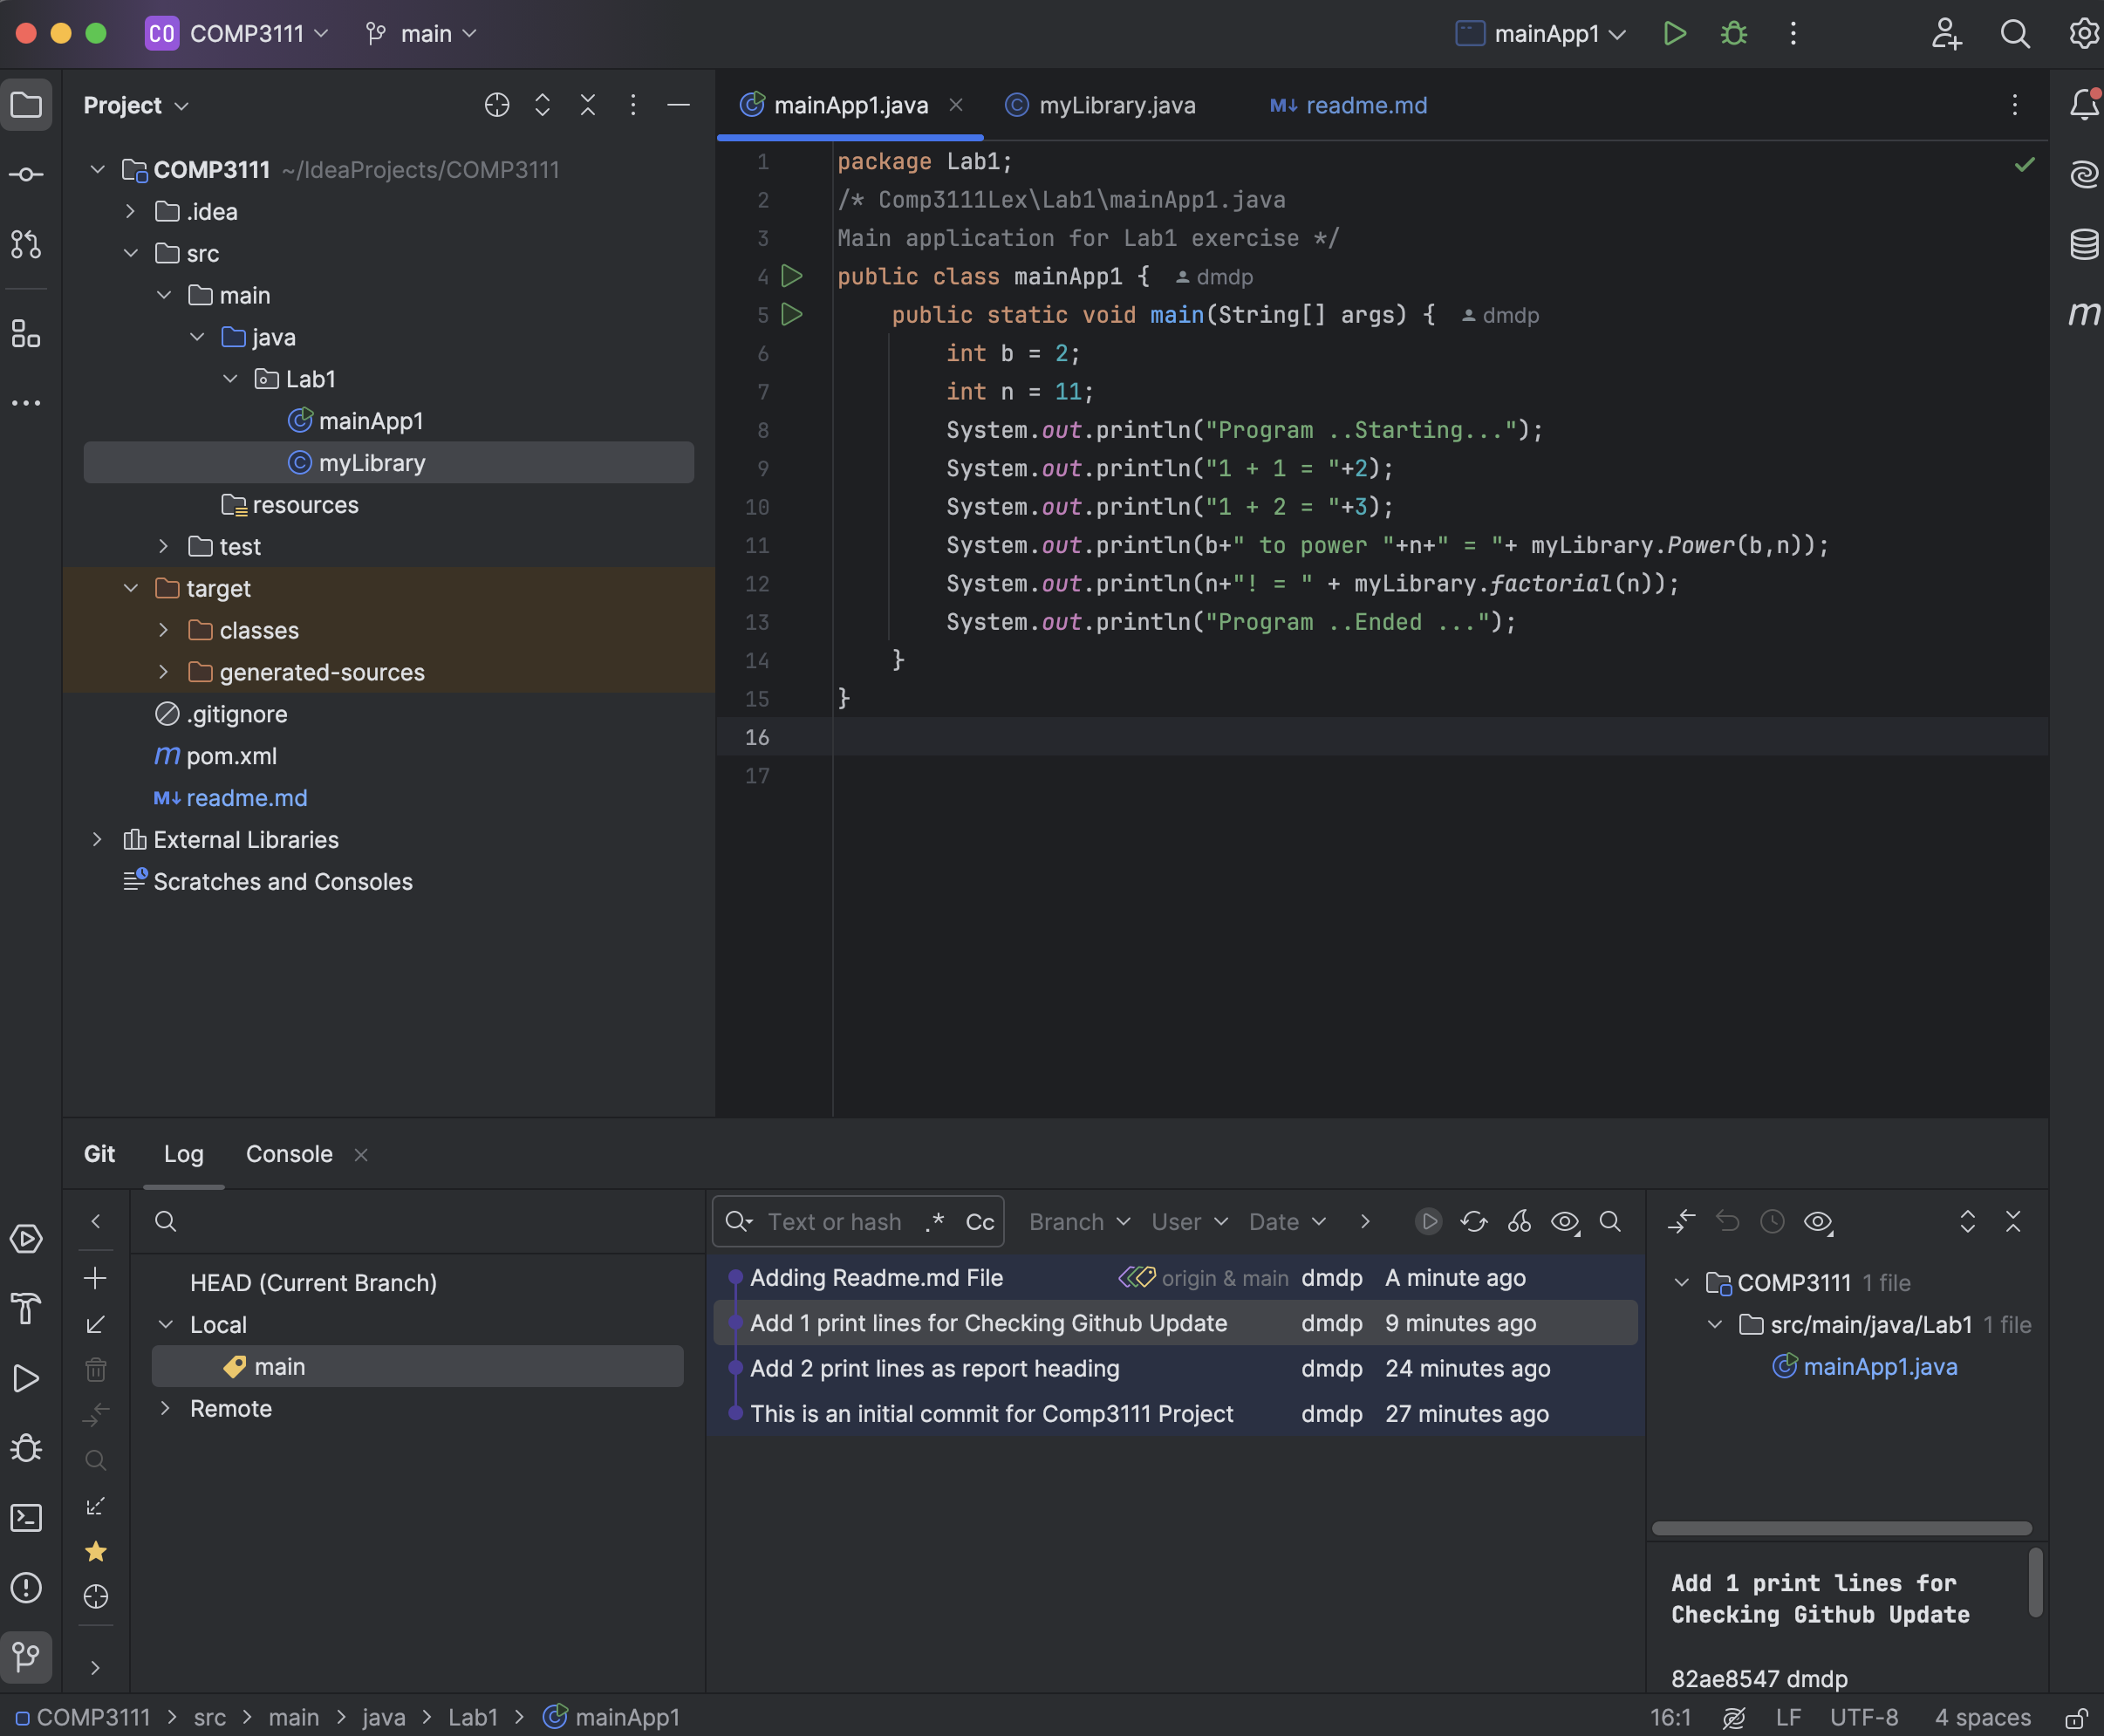 CO COMP3111 main mainApp1
Project
mainApp1.java myLibrary.java M↓ readme.md
COMP3111 ~/IdeaProjects/COMP3111
.idea
src
main
java
Lab1
mainApp1
myLibrary
resources
test
target
classes
generated-sources
.gitignore
m pom.xml
M↓ readme.md
External Libraries
Scratches and Consoles
1 package Lab1;
2 /* Comp3111Lex\Lab1\mainApp1.java
3 Main application for Lab1 exercise */
4 public class mainApp1 { dmdp
5 public static void main(String[] args) { dmdp
6 int b = 2;
7 int n = 11;
8 System.out.println("Program ..Starting...");
9 System.out.println("1 + 1 = "+2);
10 System.out.println("1 + 2 = "+3);
11 System.out.println(b+" to power "+n+" = "+ myLibrary.Power(b,n));
12 System.out.println(n+"! = " + myLibrary.factorial(n));
13 System.out.println("Program ..Ended ...");
14 }
15 }
16
17
m
Git Log Console
HEAD (Current Branch)
Local
main
Remote
Text or hash .* Cc Branch User Date
Adding Readme.md File origin & main dmdp A minute ago
Add 1 print lines for Checking Github Update dmdp 9 minutes ago
Add 2 print lines as report heading dmdp 24 minutes ago
This is an initial commit for Comp3111 Project dmdp 27 minutes ago
COMP3111 1 file
src/main/java/Lab1 1 file
mainApp1.java
Add 1 print lines for
Checking Github Update
82ae8547 dmdp
COMP3111 > src > main > java > Lab1 > mainApp1 16:1 LF UTF-8 4 spaces